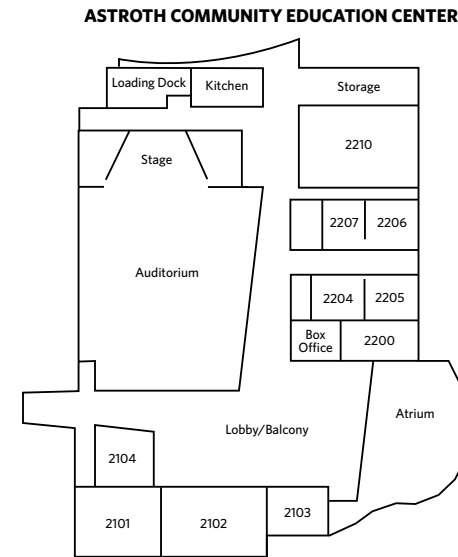 ASTROTH COMMUNITY EDUCATION CENTER
Loading Dock
Kitchen
Storage
2210
Stage
2207
2206
Auditorium
2204
2205
Box
Office
2200
Atrium
Lobby/Balcony
2104
2103
2101
2102